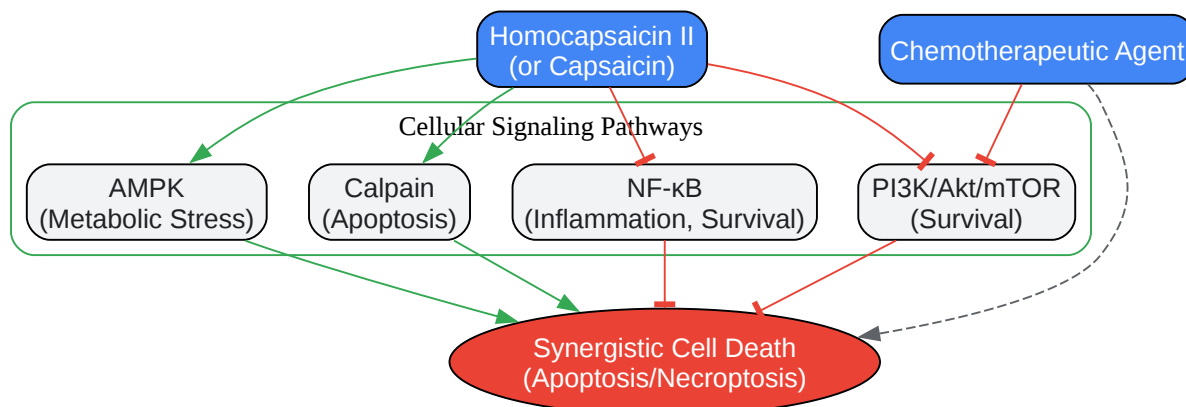 Homocapsaicin II
(or Capsaicin)
Chemotherapeutic Agent
Cellular Signaling Pathways
AMPK
(Metabolic Stress)
Calpain
(Apoptosis)
NF-κB
(Inflammation, Survival)
PI3K/Akt/mTOR
(Survival)
Synergistic Cell Death
(Apoptosis/Necroptosis)